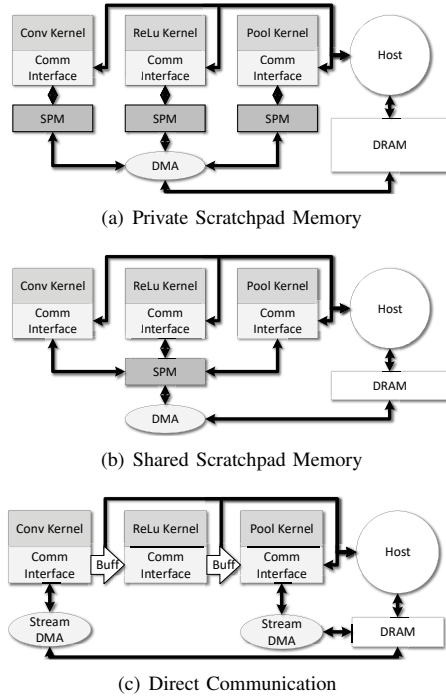 Conv Kernel
Comm
Interface
ReLu Kernel
Comm
Interface
Pool Kernel
Comm
Interface
Host
SPM
SPM
SPM
DMA
DRAM
(a) Private Scratchpad Memory
Conv Kernel
Comm
Interface
ReLu Kernel
Comm
Interface
Pool Kernel
Comm
Interface
Host
SPM
DMA
DRAM
(b) Shared Scratchpad Memory
Conv Kernel
Comm
Interface
Buff
ReLu Kernel
Comm
Interface
Buff
Pool Kernel
Comm
Interface
Host
Stream
DMA
Stream
DMA
DRAM
(c) Direct Communication